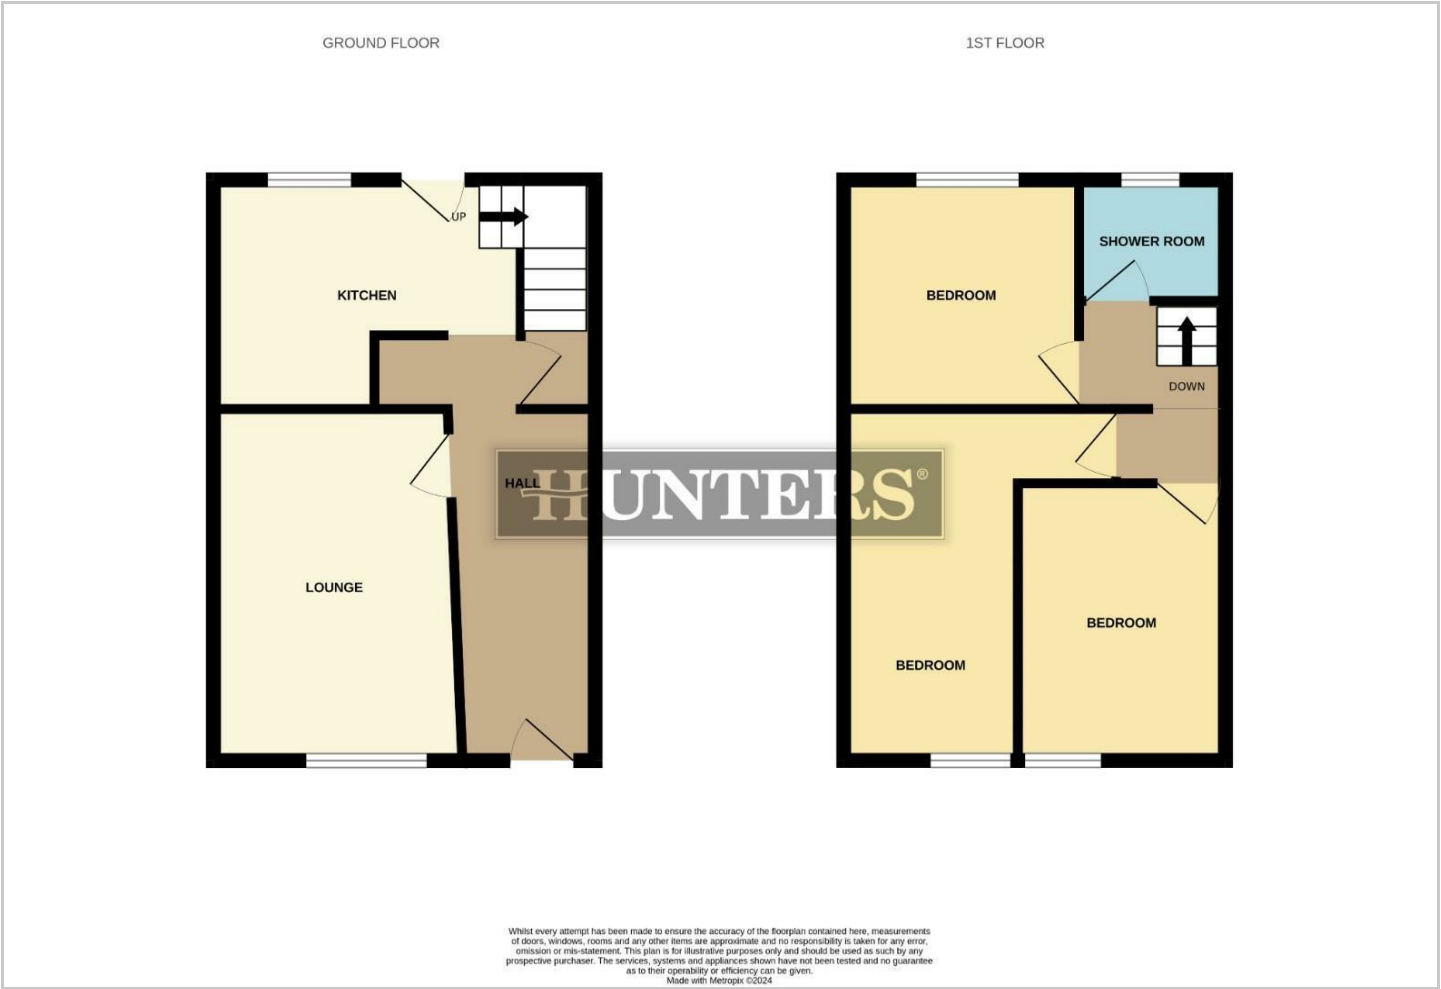 GROUND FLOOR
1ST FLOOR
UP
KITCHEN
SHOWER ROOM
BEDROOM
DOWN
HALL
HUNTERS®
LOUNGE
BEDROOM
BEDROOM
Whilst every attempt has been made to ensure the accuracy of the floorplan contained here, measurements
of doors, windows, rooms and any other items are approximate and no responsibility is taken for any error,
omission or mis-statement. This plan is for illustrative purposes only and should be used as such by any
prospective purchaser. The services, systems and appliances shown have not been tested and no guarantee
as to their operability or efficiency can be given.
Made with Metropix ©2024